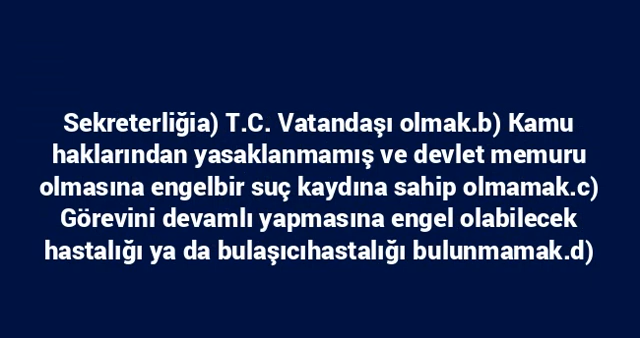 Sekreterliğia) T.C. Vatandaşı olmak.b) Kamu
haklarından yasaklanmamış ve devlet memuru
olmasına engelbir suç kaydına sahip olmamak.c)
Görevini devamlı yapmasına engel olabilecek
hastalığı ya da bulaşıcıhastalığı bulunmamak.d)